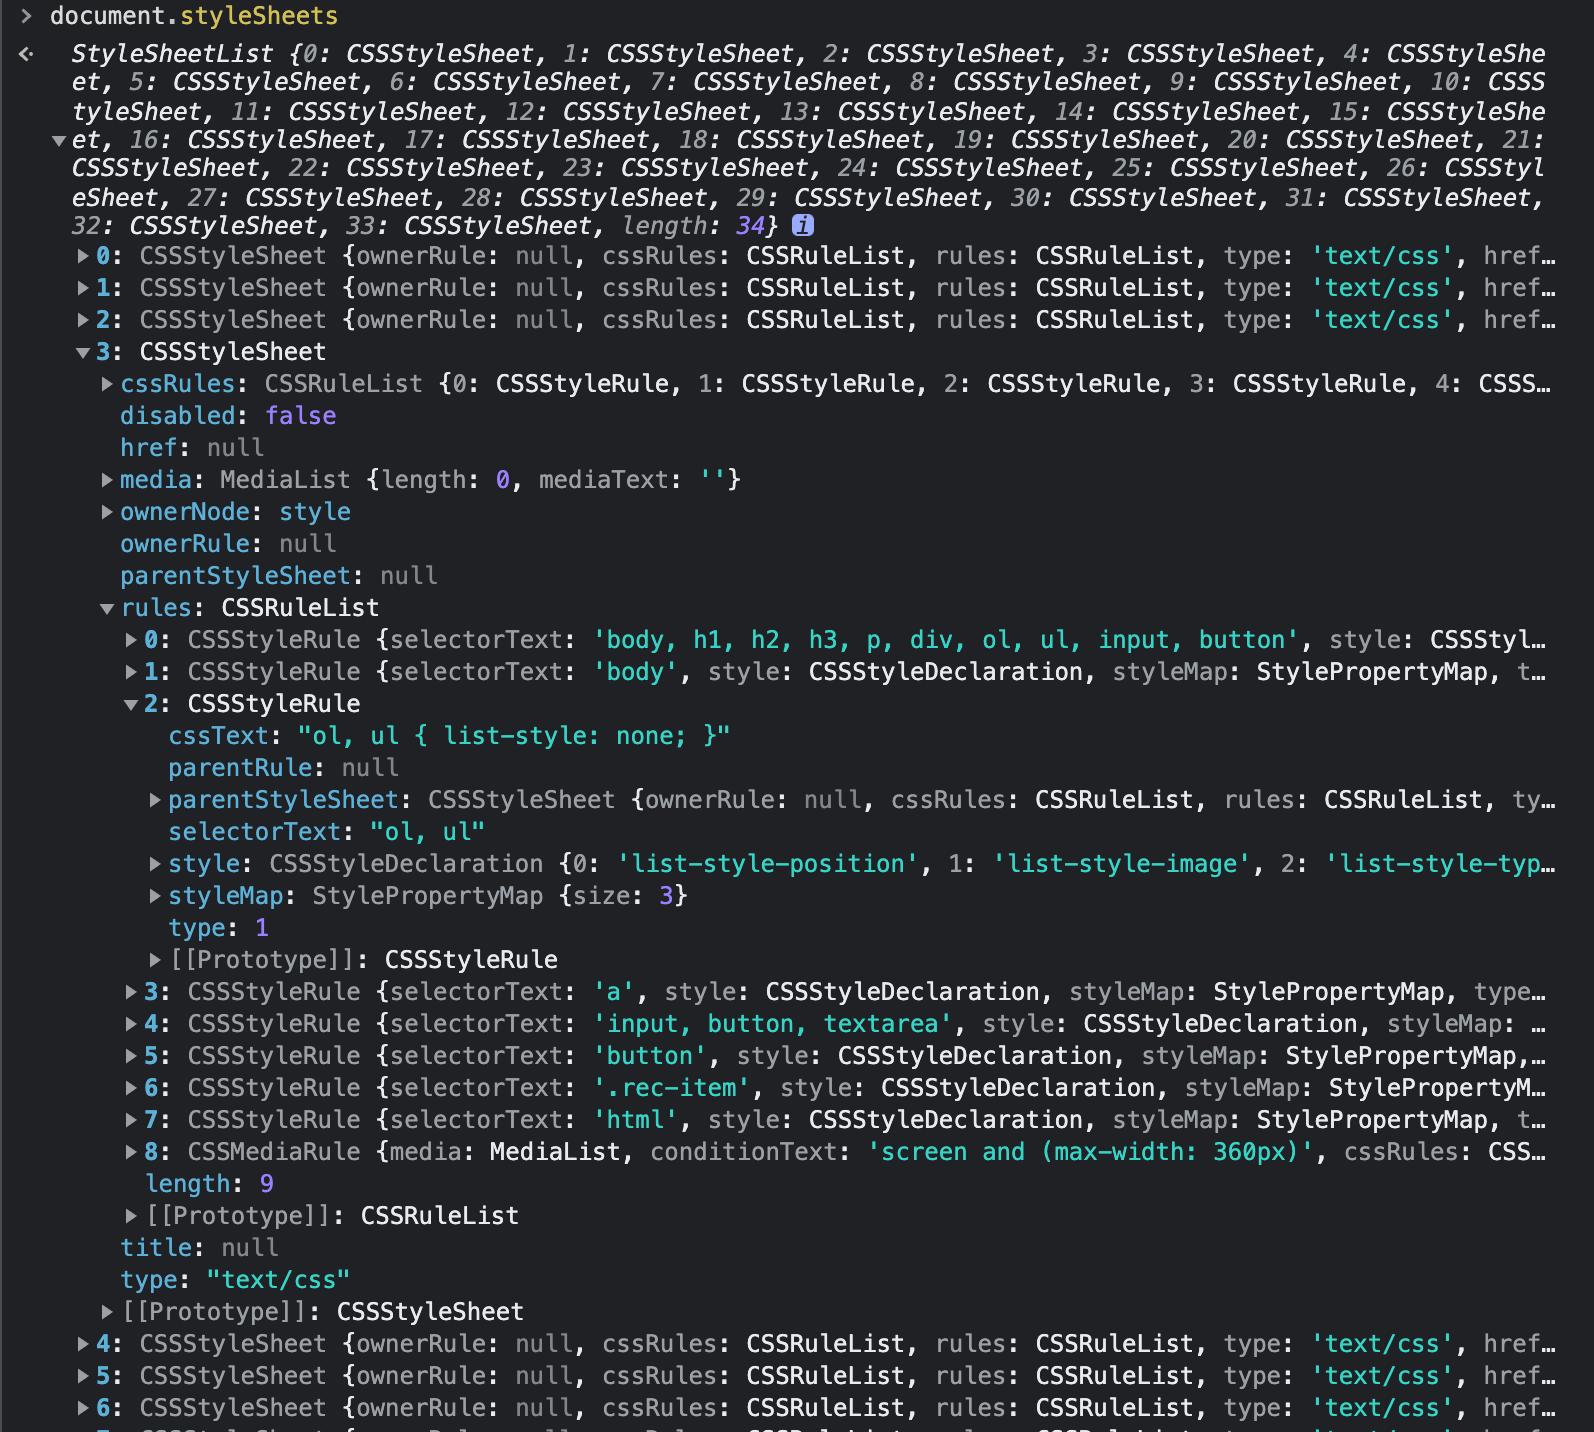 > document.styleSheets
StyleSheetList {0: CSSStyleSheet, 1: CSSStyleSheet, 2: CSSStyleSheet, 3: CSSStyleSheet, 4: CSSStyleShe
et, 5: CSSStyleSheet, 6: CSSStyleSheet, 7: CSSStyleSheet, 8: CSSStyleSheet, 9: CSSStyleSheet, 10: CSSS
tyleSheet, 11: CSSStyleSheet, 12: CSSStyleSheet, 13: CSSStyleSheet, 14: CSSStyleSheet, 15: CSSStyleShe
et, 16: CSSStyleSheet, 17: CSSStyleSheet, 18: CSSStyleSheet, 19: CSSStyleSheet, 20: CSSStyleSheet, 21:
CSSStyleSheet, 22: CSSStyleSheet, 23: CSSStyleSheet, 24: CSSStyleSheet, 25: CSSStyleSheet, 26: CSSStyl
eSheet, 27: CSSStyleSheet, 28: CSSStyleSheet, 29: CSSStyleSheet, 30: CSSStyleSheet, 31: CSSStyleSheet,
32: CSSStyleSheet, 33: CSSStyleSheet, length: 34} i
0: CSSStyleSheet {ownerRule: null, cssRules: CSSRuleList, rules: CSSRuleList, type: 'text/css', href…
1: CSSStyleSheet {ownerRule: null, cssRules: CSSRuleList, rules: CSSRuleList, type: 'text/css', href…
2: CSSStyleSheet {ownerRule: null, cssRules: CSSRuleList, rules: CSSRuleList, type: 'text/css', href…
3: CSSStyleSheet
cssRules: CSSRuleList {0: CSSStyleRule, 1: CSSStyleRule, 2: CSSStyleRule, 3: CSSStyleRule, 4: CSSS…
disabled: false
href: null
media: MediaList {length: 0, mediaText: ''}
ownerNode: style
ownerRule: null
parentStyleSheet: null
rules: CSSRuleList
0: CSSStyleRule {selectorText: 'body, h1, h2, h3, p, div, ol, ul, input, button', style: CSSStyl…
1: CSSStyleRule {selectorText: 'body', style: CSSStyleDeclaration, styleMap: StylePropertyMap, t…
2: CSSStyleRule
cssText: "ol, ul { list-style: none; }"
parentRule: null
parentStyleSheet: CSSStyleSheet {ownerRule: null, cssRules: CSSRuleList, rules: CSSRuleList, ty…
selectorText: "ol, ul"
style: CSSStyleDeclaration {0: 'list-style-position', 1: 'list-style-image', 2: 'list-style-typ…
styleMap: StylePropertyMap {size: 3}
type: 1
[[Prototype]]: CSSStyleRule
3: CSSStyleRule {selectorText: 'a', style: CSSStyleDeclaration, styleMap: StylePropertyMap, type…
4: CSSStyleRule {selectorText: 'input, button, textarea', style: CSSStyleDeclaration, styleMap: …
5: CSSStyleRule {selectorText: 'button', style: CSSStyleDeclaration, styleMap: StylePropertyMap,…
6: CSSStyleRule {selectorText: '.rec-item', style: CSSStyleDeclaration, styleMap: StylePropertyM…
7: CSSStyleRule {selectorText: 'html', style: CSSStyleDeclaration, styleMap: StylePropertyMap, t…
8: CSSMediaRule {media: MediaList, conditionText: 'screen and (max-width: 360px)', cssRules: CSS…
length: 9
[[Prototype]]: CSSRuleList
title: null
type: "text/css"
[[Prototype]]: CSSStyleSheet
4: CSSStyleSheet {ownerRule: null, cssRules: CSSRuleList, rules: CSSRuleList, type: 'text/css', href…
5: CSSStyleSheet {ownerRule: null, cssRules: CSSRuleList, rules: CSSRuleList, type: 'text/css', href…
6: CSSStyleSheet {ownerRule: null, cssRules: CSSRuleList, rules: CSSRuleList, type: 'text/css', href…